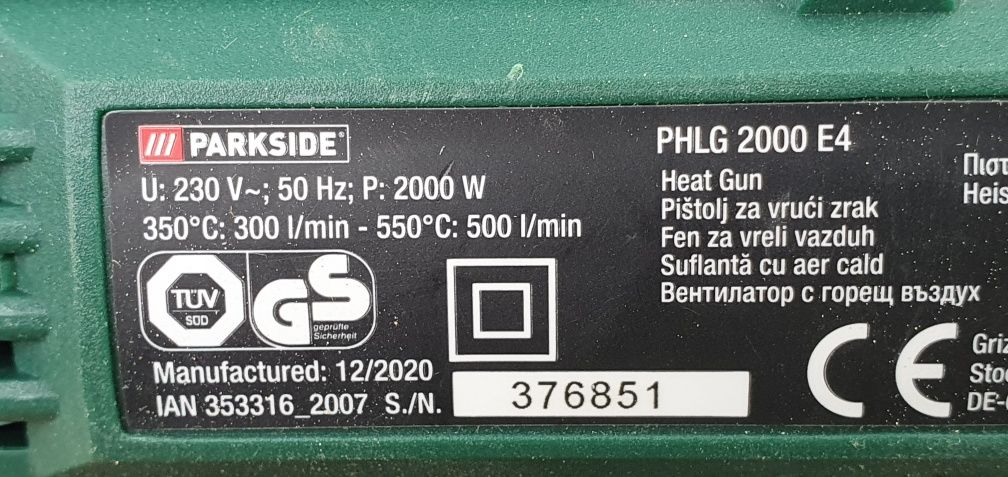 PARKSIDE®
U: 230 V~; 50 Hz; P: 2000 W
350°C: 300 l/min - 550°C: 500 l/min
TÜV
SÜD
GS
geprüfte
Sicherheit
Manufactured: 12/2020
IAN 353316_2007 S./N. 376851
PHLG 2000 E4
Heat Gun
Pištolj za vrući zrak
Fen za vreli vazduh
Suflantă cu aer cald
Вентилатор с горещ въздух
CE